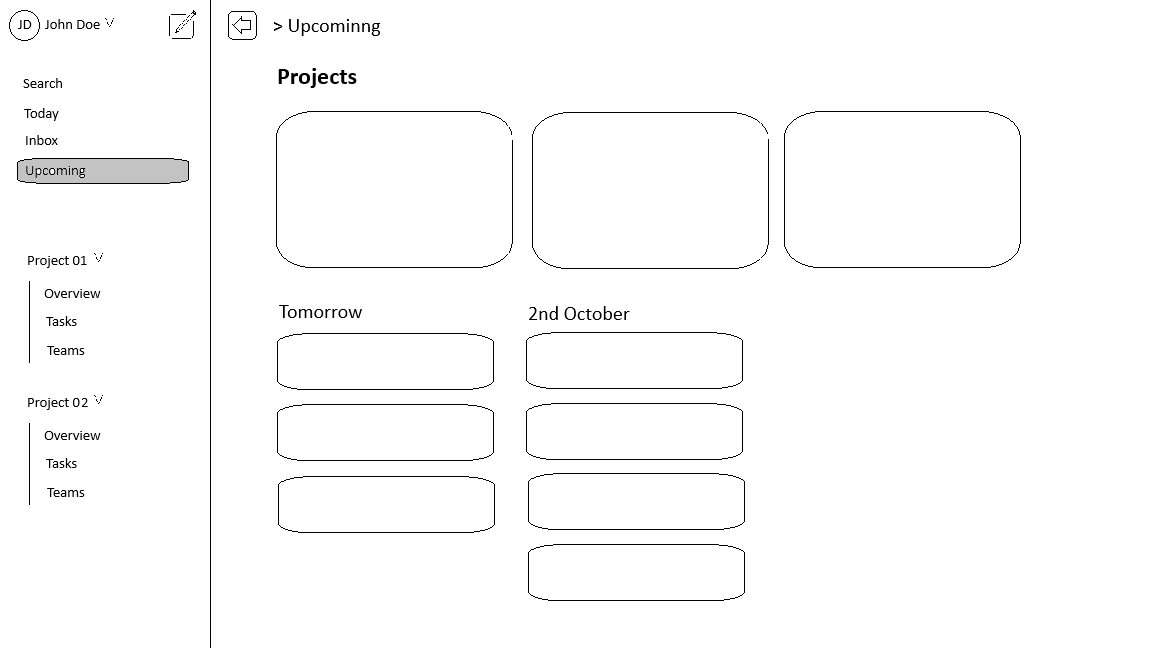 JD John Doe
Search
Today
Inbox
Upcoming
Project 01
Overview
Tasks
Teams
Project 02
Overview
Tasks
Teams
> Upcominng
Projects
Tomorrow
2nd October